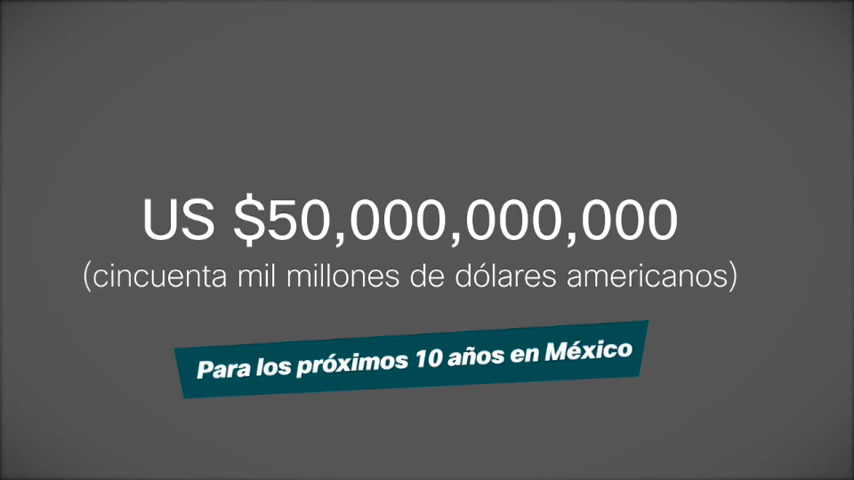 US $50,000,000,000
(cincuenta mil millones de dólares americanos)
Para los próximos 10 años en México